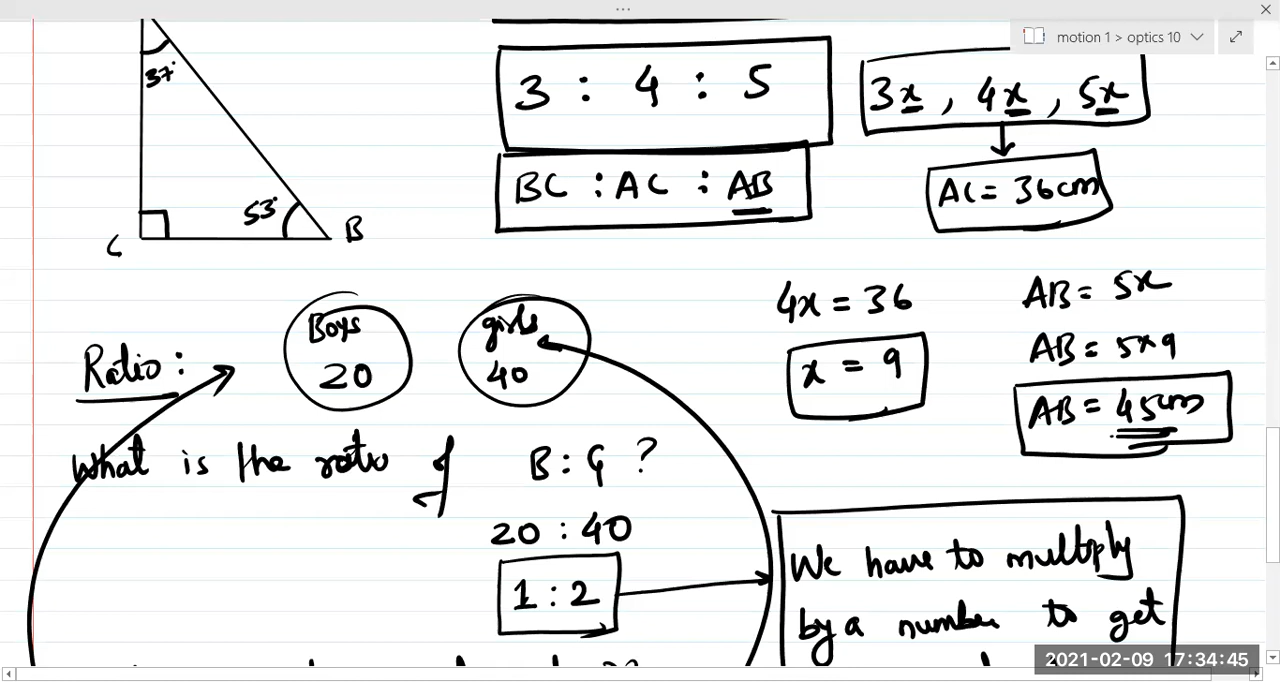 motion 1 > optics 10
37°
53°
C
B
3 : 4 : 5
BC : AC : AB
3x , 4x , 5x
AC = 36cm
4x = 36
x = 9
AB = 5x
AB = 5×9
AB = 45cm
Ratio:
Boys
20
girls
40
What is the ratio of B : G ?
20 : 40
1 : 2
We have to multiply
by a number to get
2021-02-09 17:34:45